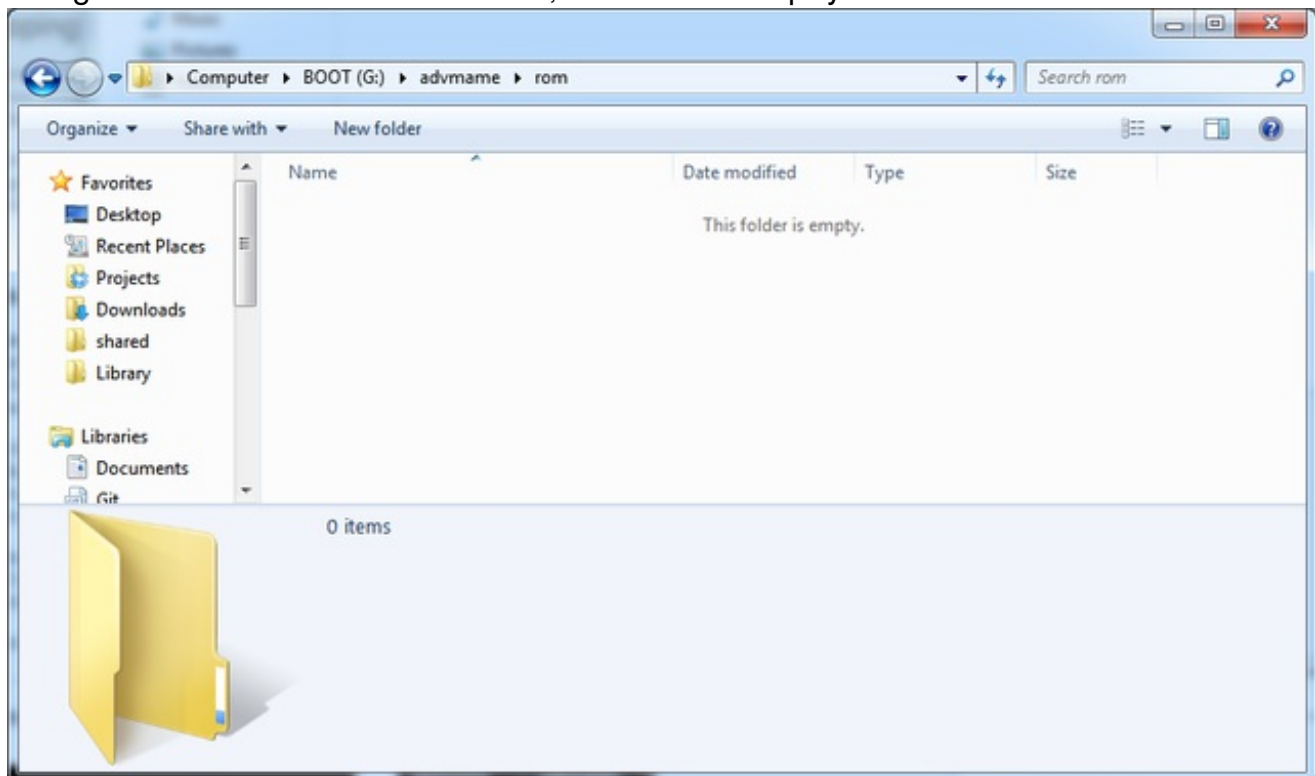 Computer ▸ BOOT (G:) ▸ advmame ▸ rom
Search rom
Organize Share with New folder
Name Date modified Type Size
This folder is empty.
Favorites
Desktop
Recent Places
Projects
Downloads
shared
Library
Libraries
Documents
Git
0 items